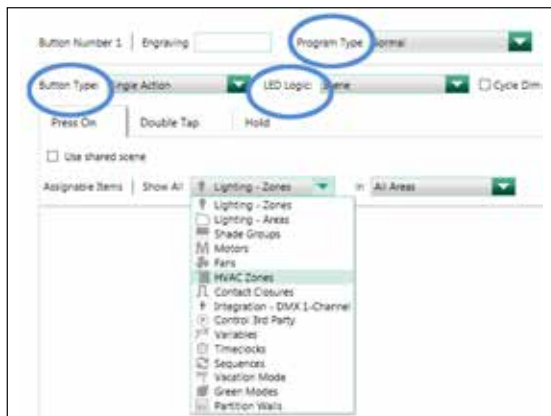 Button Number 1 | Engraving Program Type: Normal
Button Type: Single Action LED Logic: Scene Cycle Dim
Press On Double Tap Hold
Use shared scene
Assignable Items | Show All Lighting - Zones in All Areas
Lighting - Zones
Lighting - Areas
Shade Groups
Motors
Fans
HVAC Zones
Contact Closures
Integration - DMX 1-Channel
Control 3rd Party
Variables
Timeclocks
Sequences
Vacation Mode
Green Modes
Partition Walls